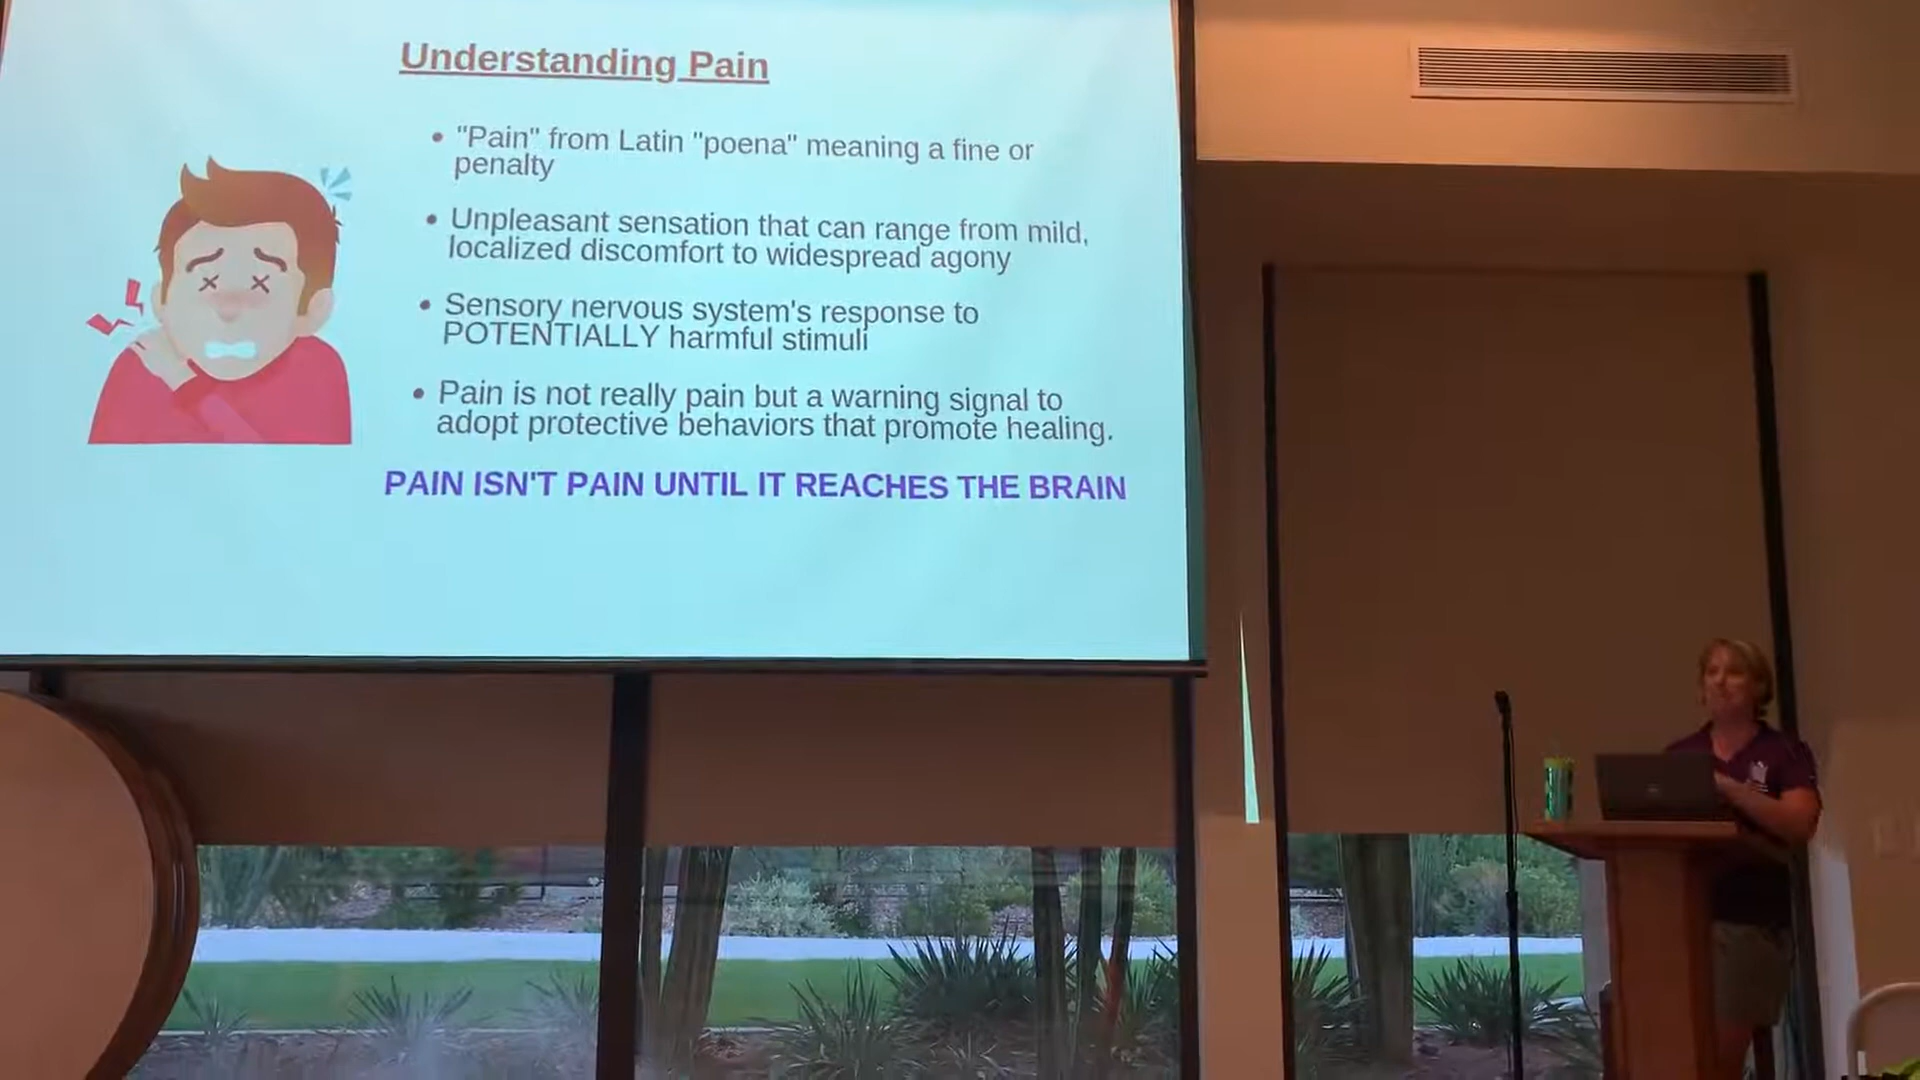 Understanding Pain
• "Pain" from Latin "poena" meaning a fine or
penalty
• Unpleasant sensation that can range from mild,
localized discomfort to widespread agony
• Sensory nervous system's response to
POTENTIALLY harmful stimuli
• Pain is not really pain but a warning signal to
adopt protective behaviors that promote healing.
PAIN ISN'T PAIN UNTIL IT REACHES THE BRAIN